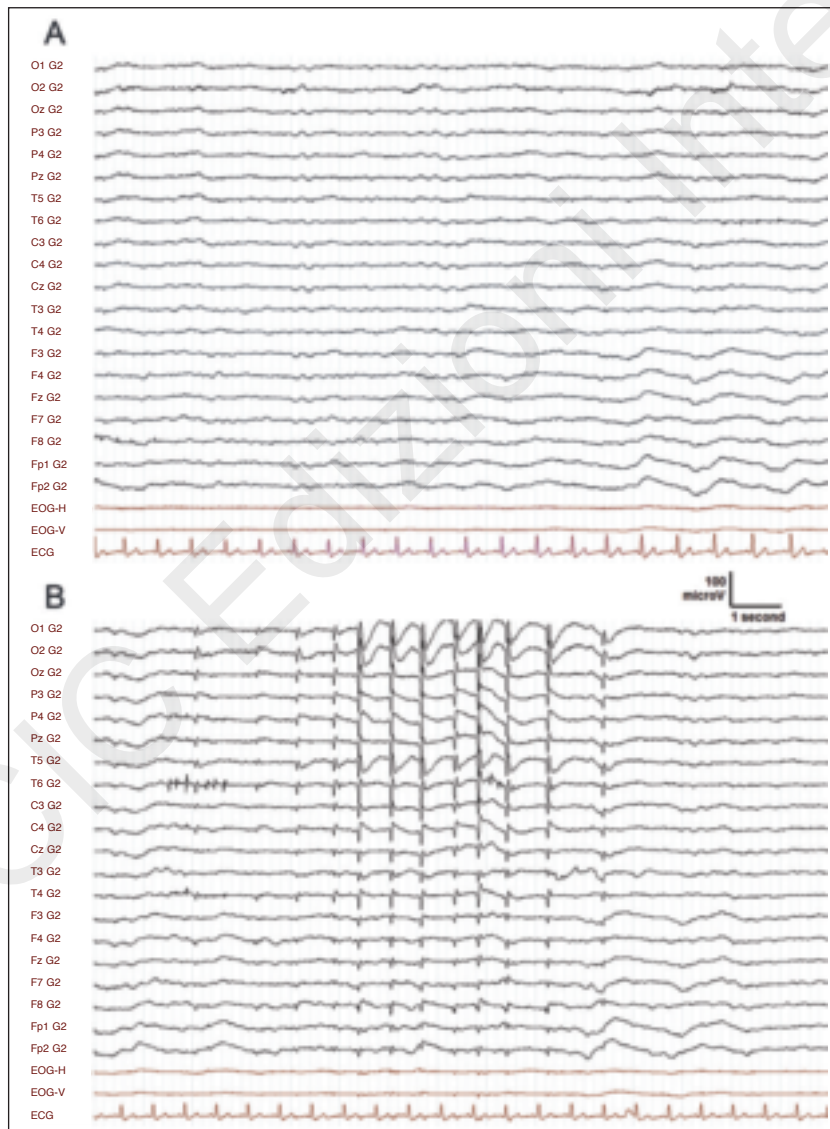 A
O1 G2
O2 G2
Oz G2
P3 G2
P4 G2
Pz G2
T5 G2
T6 G2
C3 G2
C4 G2
Cz G2
T3 G2
T4 G2
F3 G2
F4 G2
Fz G2
F7 G2
F8 G2
Fp1 G2
Fp2 G2
EOG-H
EOG-V
ECG
B
100
microV
1 second
O1 G2
O2 G2
Oz G2
P3 G2
P4 G2
Pz G2
T5 G2
T6 G2
C3 G2
C4 G2
Cz G2
T3 G2
T4 G2
F3 G2
F4 G2
Fz G2
F7 G2
F8 G2
Fp1 G2
Fp2 G2
EOG-H
EOG-V
ECG
CIC Edizioni Inte